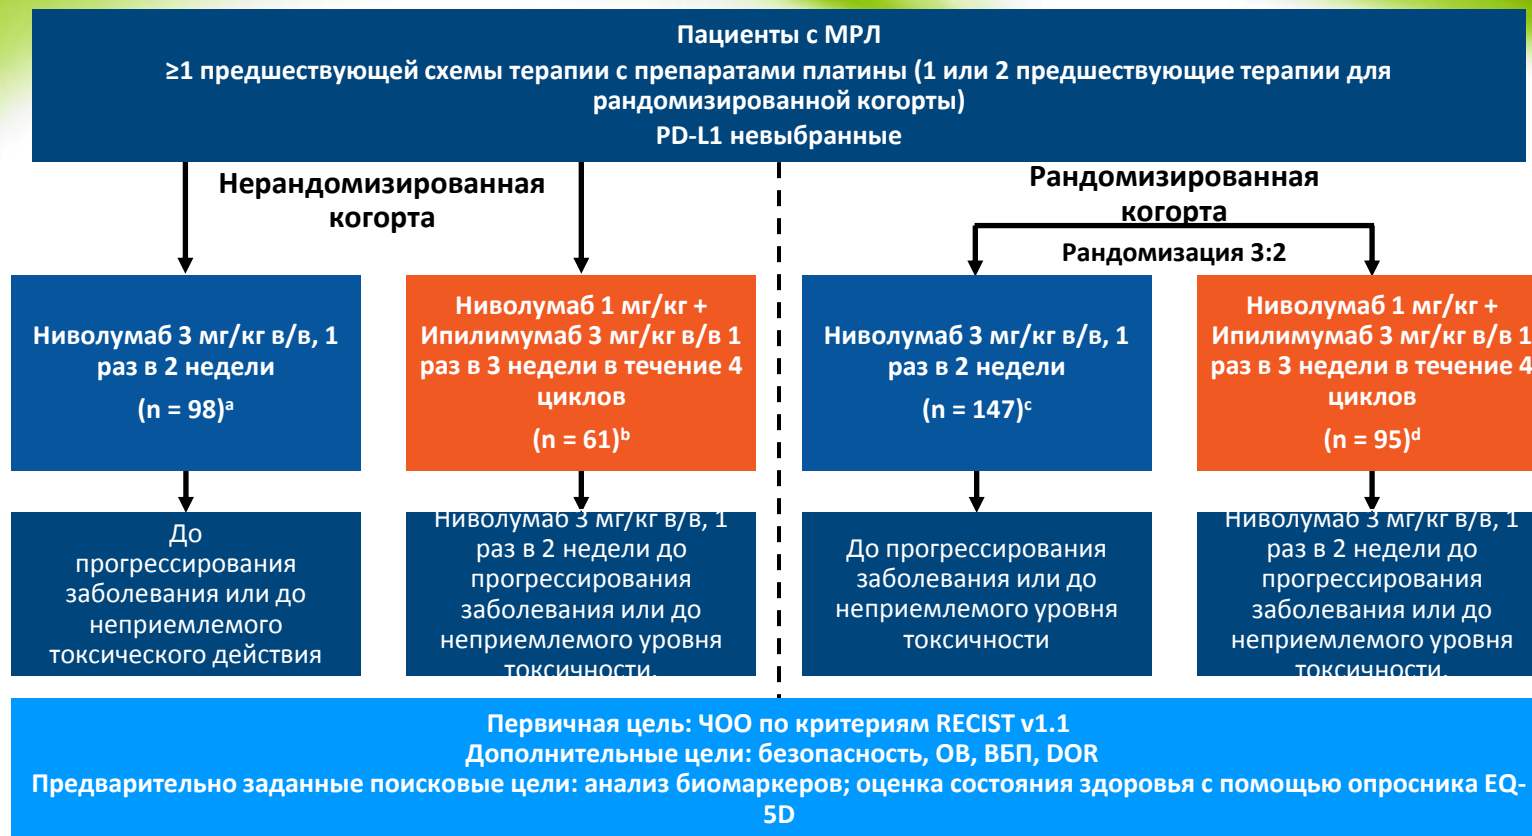 Пациенты с МРЛ
≥1 предшествующей схемы терапии с препаратами платины (1 или 2 предшествующие терапии для
рандомизированной когорты)
PD-L1 невыбранные
Нерандомизированная
когорта
Рандомизированная
когорта
Рандомизация 3:2
Ниволумаб 3 мг/кг в/в, 1
раз в 2 недели
(n = 98)a
Ниволумаб 1 мг/кг +
Ипилимумаб 3 мг/кг в/в 1
раз в 3 недели в течение 4
циклов
(n = 61)b
Ниволумаб 3 мг/кг в/в, 1
раз в 2 недели
(n = 147)c
Ниволумаб 1 мг/кг +
Ипилимумаб 3 мг/кг в/в 1
раз в 3 недели в течение 4
циклов
(n = 95)d
До
прогрессирования
заболевания или до
неприемлемого
токсического действия
Ниволумаб 3 мг/кг в/в, 1
раз в 2 недели до
прогрессирования
заболевания или до
неприемлемого уровня
токсичности.
До прогрессирования
заболевания или до
неприемлемого уровня
токсичности
Ниволумаб 3 мг/кг в/в, 1
раз в 2 недели до
прогрессирования
заболевания или до
неприемлемого уровня
токсичности.
Первичная цель: ЧОО по критериям RECIST v1.1
Дополнительные цели: безопасность, ОВ, ВБП, DOR
Предварительно заданные поисковые цели: анализ биомаркеров; оценка состояния здоровья с помощью опросника EQ-
5D